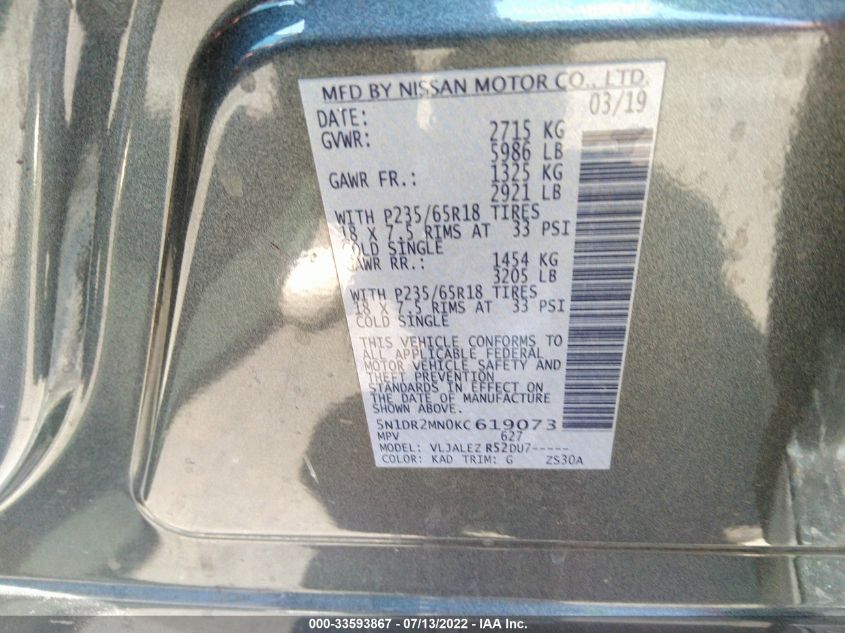 MFD BY NISSAN MOTOR CO., LTD.
DATE: 03/19
GVWR: 2715 KG
5986 LB
GAWR FR.: 1325 KG
2921 LB
WITH P235/65R18 TIRES
18 X 7.5 RIMS AT 33 PSI
COLD SINGLE
GAWR RR.: 1454 KG
3205 LB
WITH P235/65R18 TIRES
18 X 7.5 RIMS AT 33 PSI
COLD SINGLE
THIS VEHICLE CONFORMS TO
ALL APPLICABLE FEDERAL
MOTOR VEHICLE SAFETY AND
THEFT PREVENTION
STANDARDS IN EFFECT ON
THE DATE OF MANUFACTURE
SHOWN ABOVE.
5N1DR2MN0KC619073
MPV 627
MODEL: VLJALEZ R52DU7-----
COLOR: KAD TRIM: G ZS30A
000-33593867 - 07/13/2022 - IAA Inc.